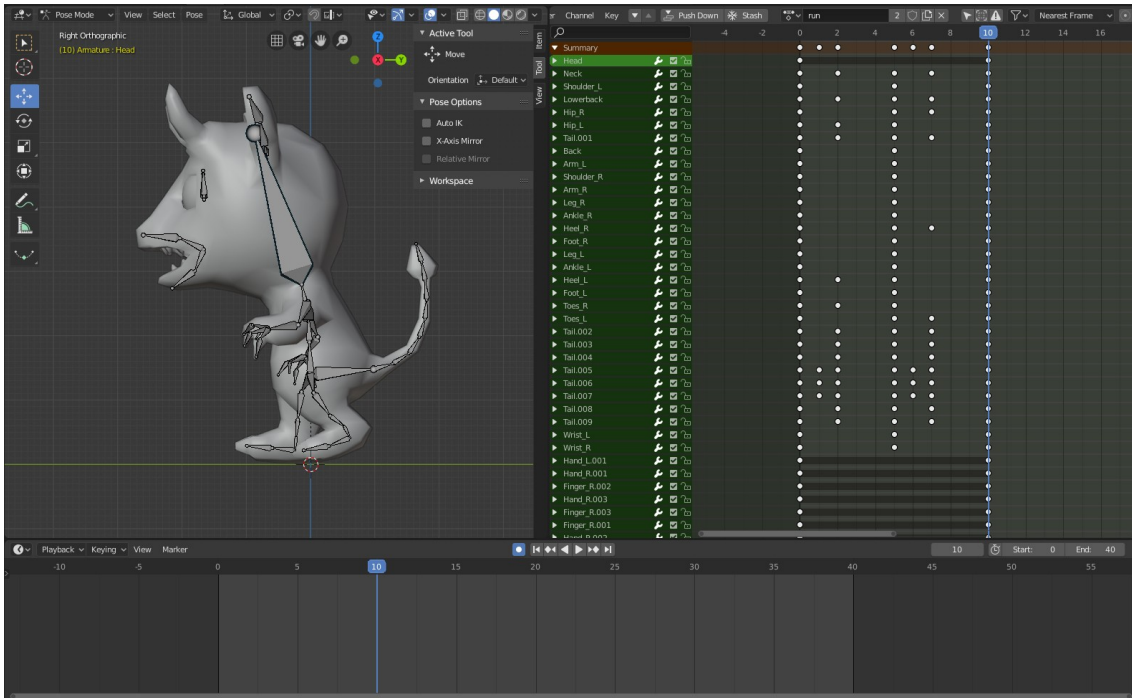 Pose Mode View Select Pose Global
Channel Key Push Down Stash run 2 Nearest Frame
Right Orthographic
(10) Armature : Head
Z
X
Y
Active Tool
Move
Orientation Default
Pose Options
Auto IK
X-Axis Mirror
Relative Mirror
Workspace
Item
Tool
View
-4 -2 0 2 4 6 8 10 12 14 16
Summary
Head
Neck
Shoulder_L
Lowerback
Hip_R
Hip_L
Tail.001
Back
Arm_L
Shoulder_R
Arm_R
Leg_R
Ankle_R
Heel_R
Foot_R
Leg_L
Ankle_L
Heel_L
Foot_L
Toes_R
Toes_L
Tail.002
Tail.003
Tail.004
Tail.005
Tail.006
Tail.007
Tail.008
Tail.009
Wrist_L
Wrist_R
Hand_L.001
Hand_R.001
Finger_R.002
Hand_R.003
Finger_R.003
Finger_R.001
Hand_R.002
Playback Keying View Marker 10 Start: 0 End: 40
-10 -5 0 5 10 15 20 25 30 35 40 45 50 55